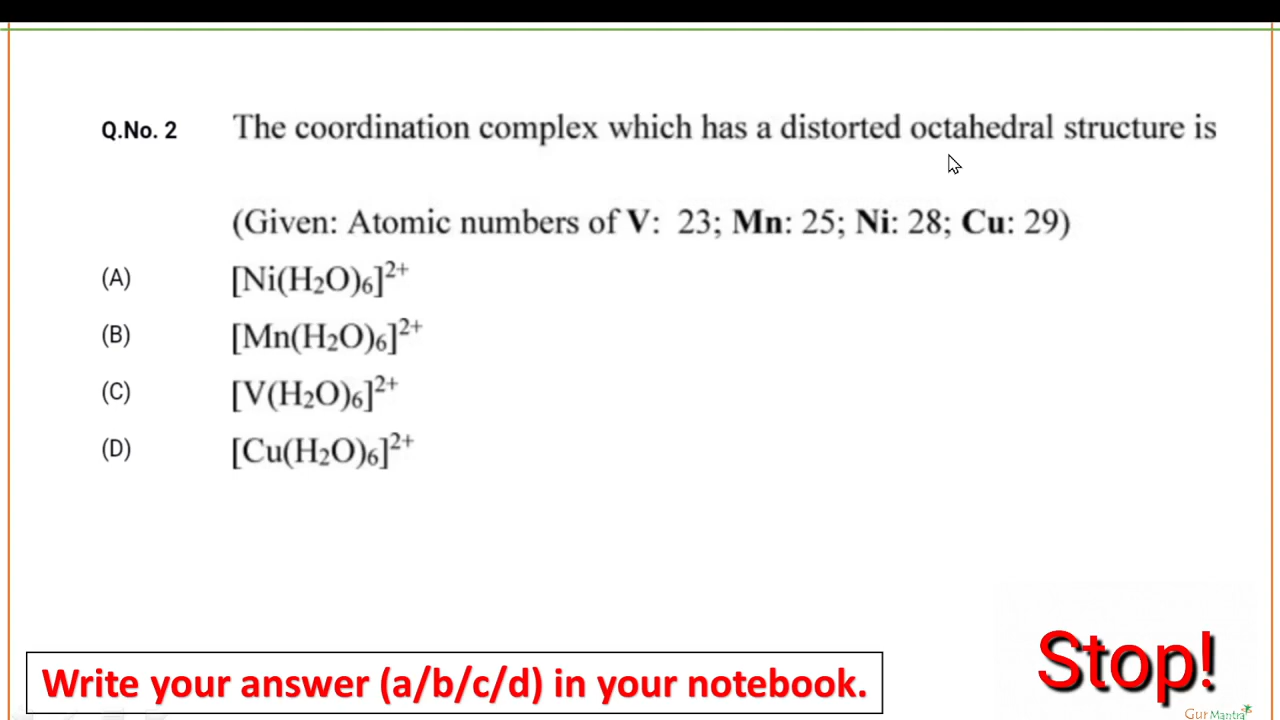 Q.No. 2 The coordination complex which has a distorted octahedral structure is
(Given: Atomic numbers of V: 23; Mn: 25; Ni: 28; Cu: 29)
(A) [Ni(H₂O)₆]²⁺
(B) [Mn(H₂O)₆]²⁺
(C) [V(H₂O)₆]²⁺
(D) [Cu(H₂O)₆]²⁺
Stop!
Write your answer (a/b/c/d) in your notebook.
Gur Mantra